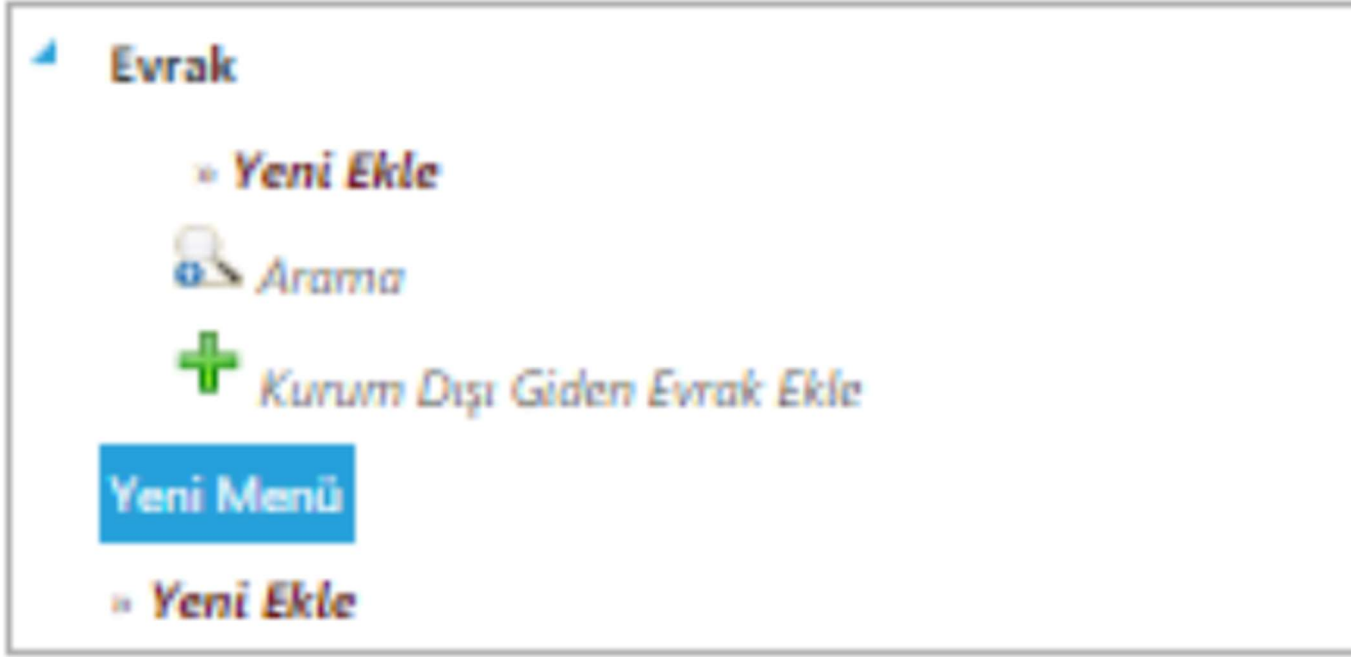 Evrak
» Yeni Ekle
Arama
Kurum Dışı Giden Evrak Ekle
Yeni Menü
» Yeni Ekle